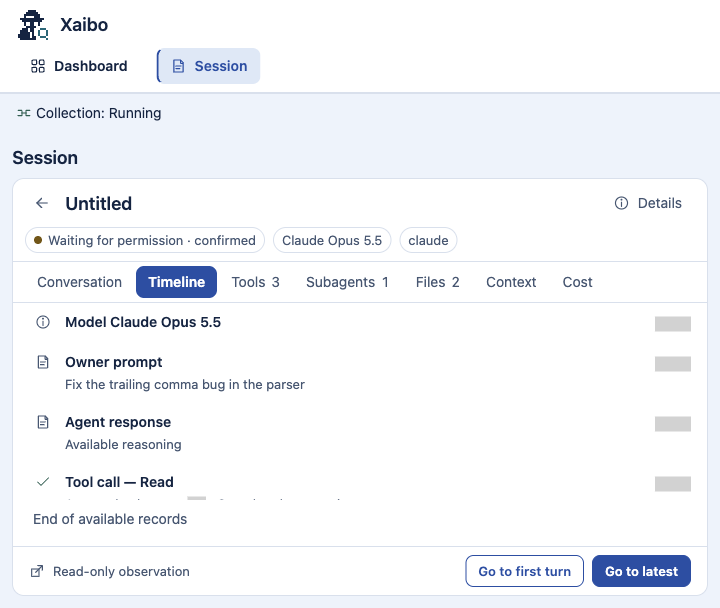 Xaibo
Dashboard
Session
Collection: Running
Session
Untitled
Details
Waiting for permission · confirmed
Claude Opus 5.5
claude
Conversation
Timeline
Tools 3
Subagents 1
Files 2
Context
Cost
Model Claude Opus 5.5
Owner prompt
Fix the trailing comma bug in the parser
Agent response
Available reasoning
Tool call — Read
End of available records
Read-only observation
Go to first turn
Go to latest